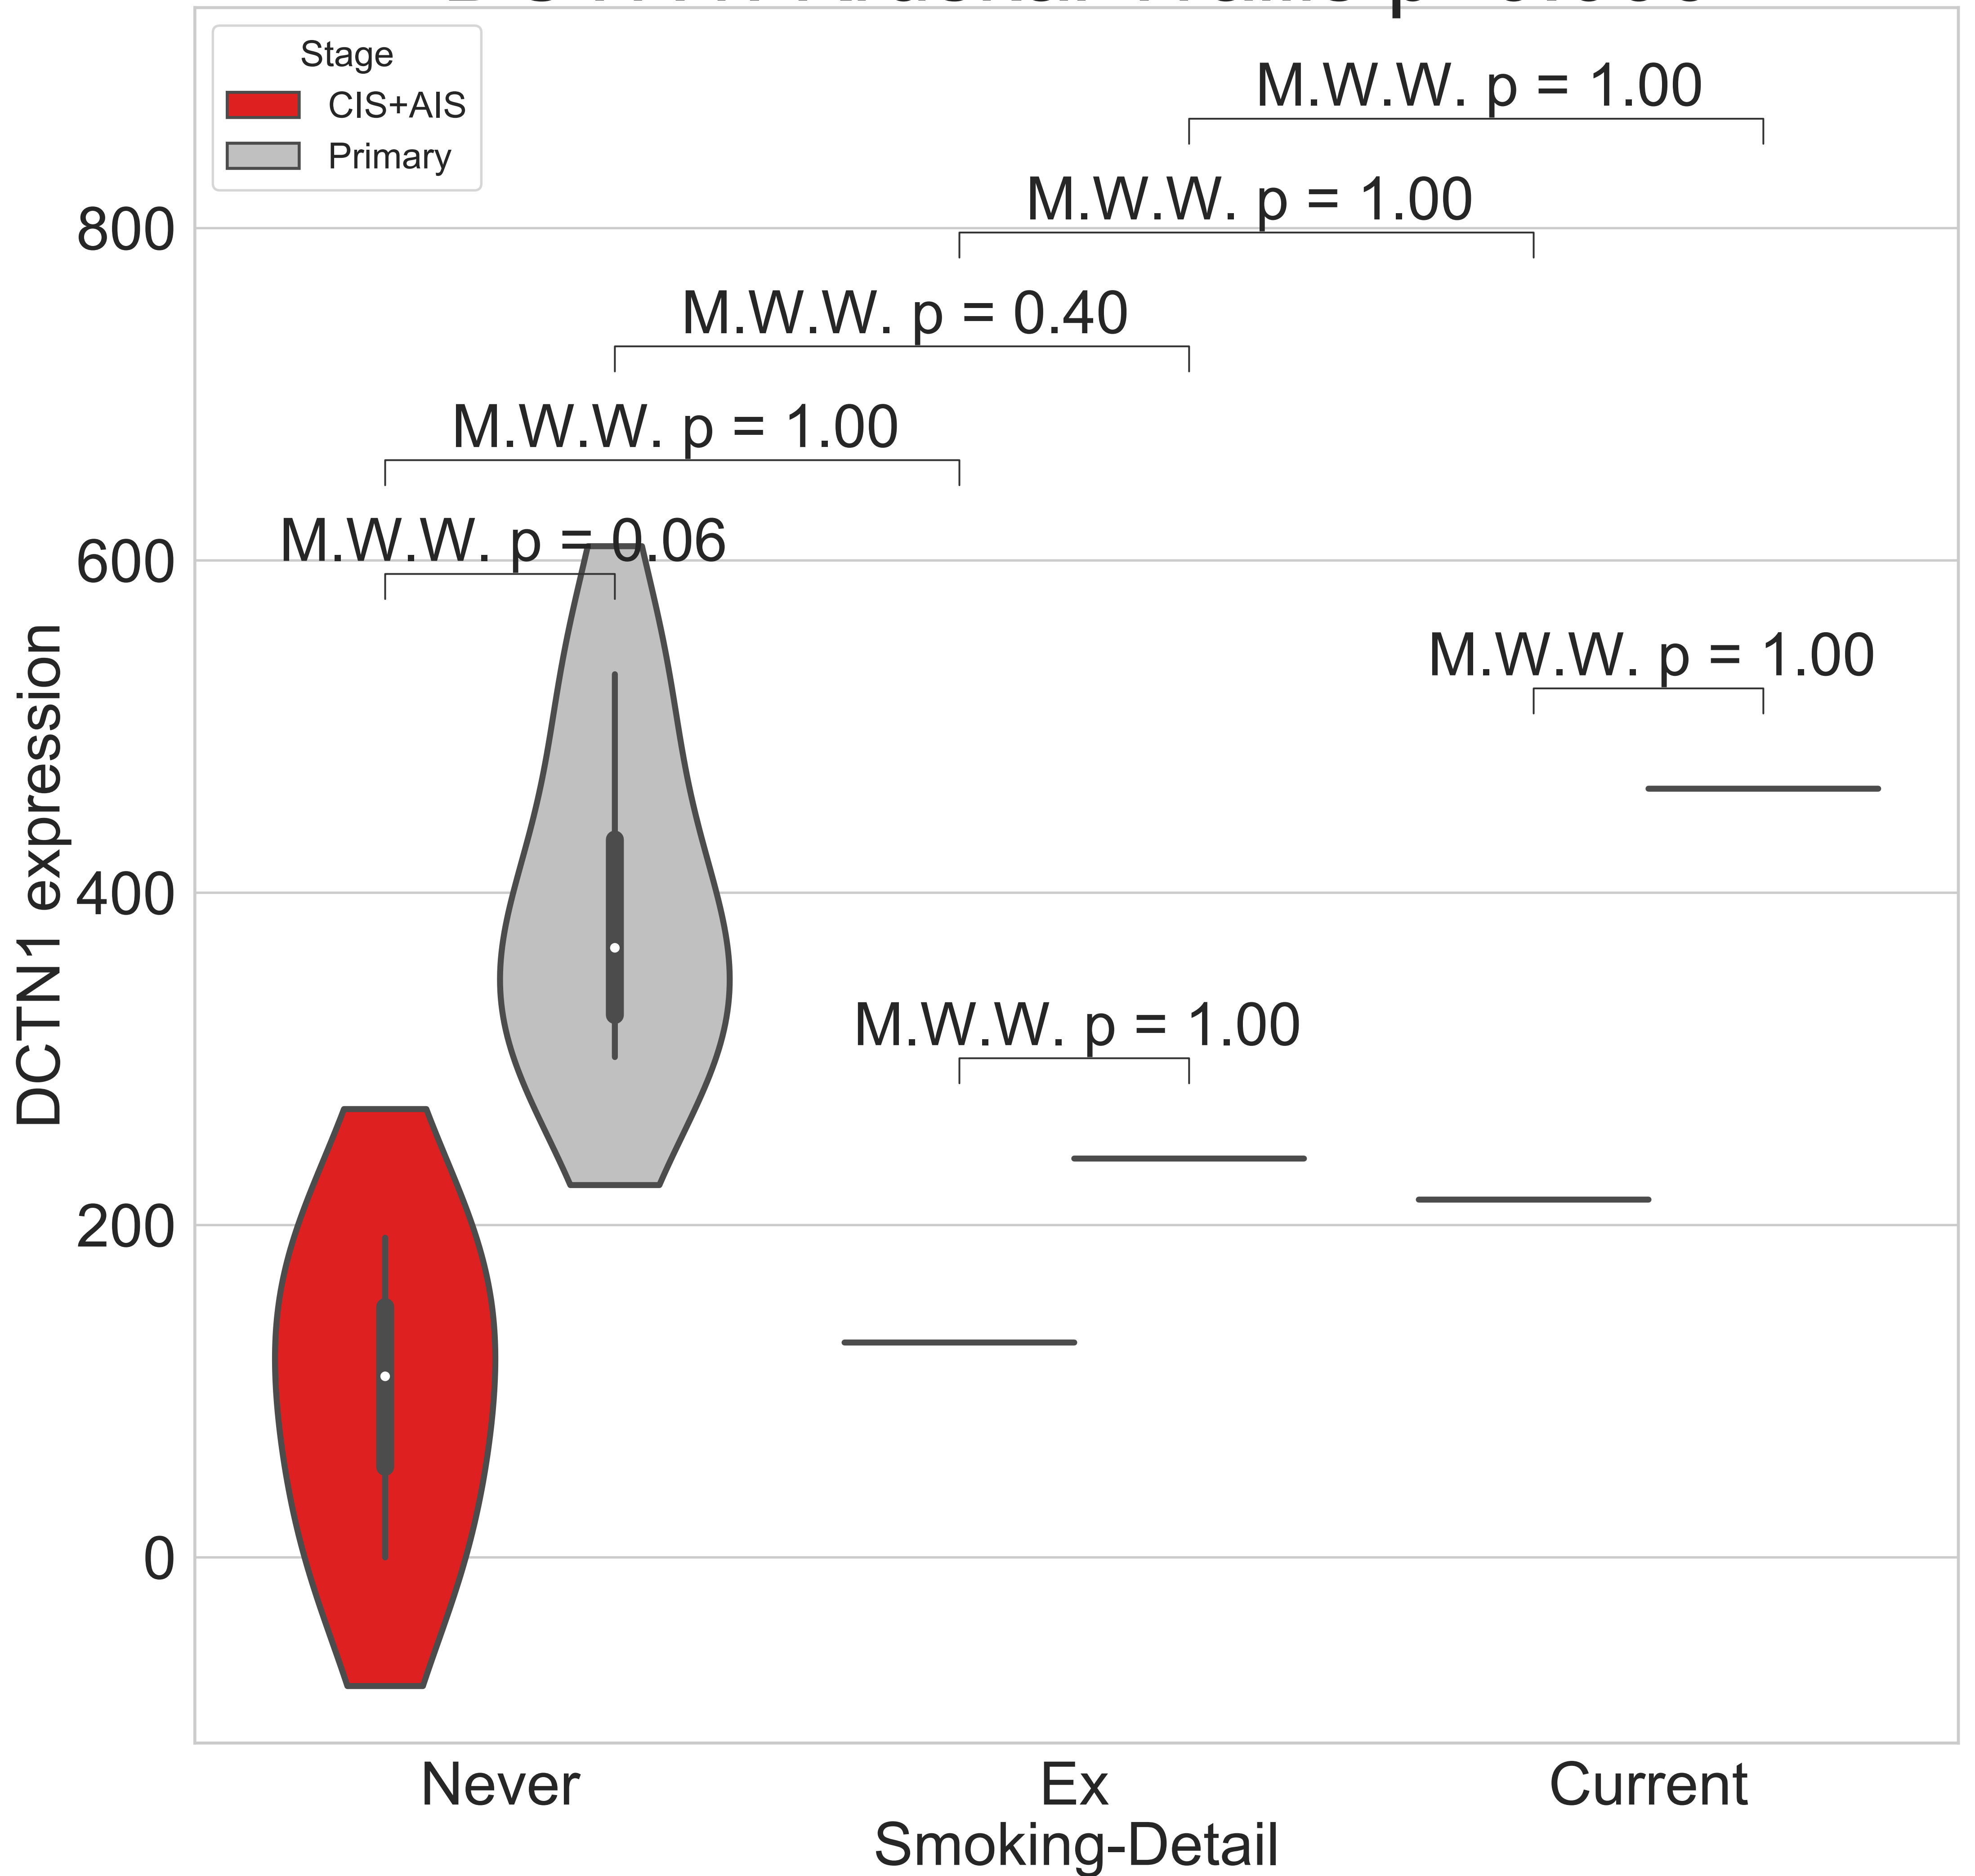 Stage
CIS+AIS
Primary
M.W.W. p = 1.00
M.W.W. p = 1.00
M.W.W. p = 0.40
M.W.W. p = 1.00
M.W.W. p = 0.06
M.W.W. p = 1.00
M.W.W. p = 1.00
800
600
400
200
0
DCTN1 expression
Never
Ex
Current
Smoking-Detail